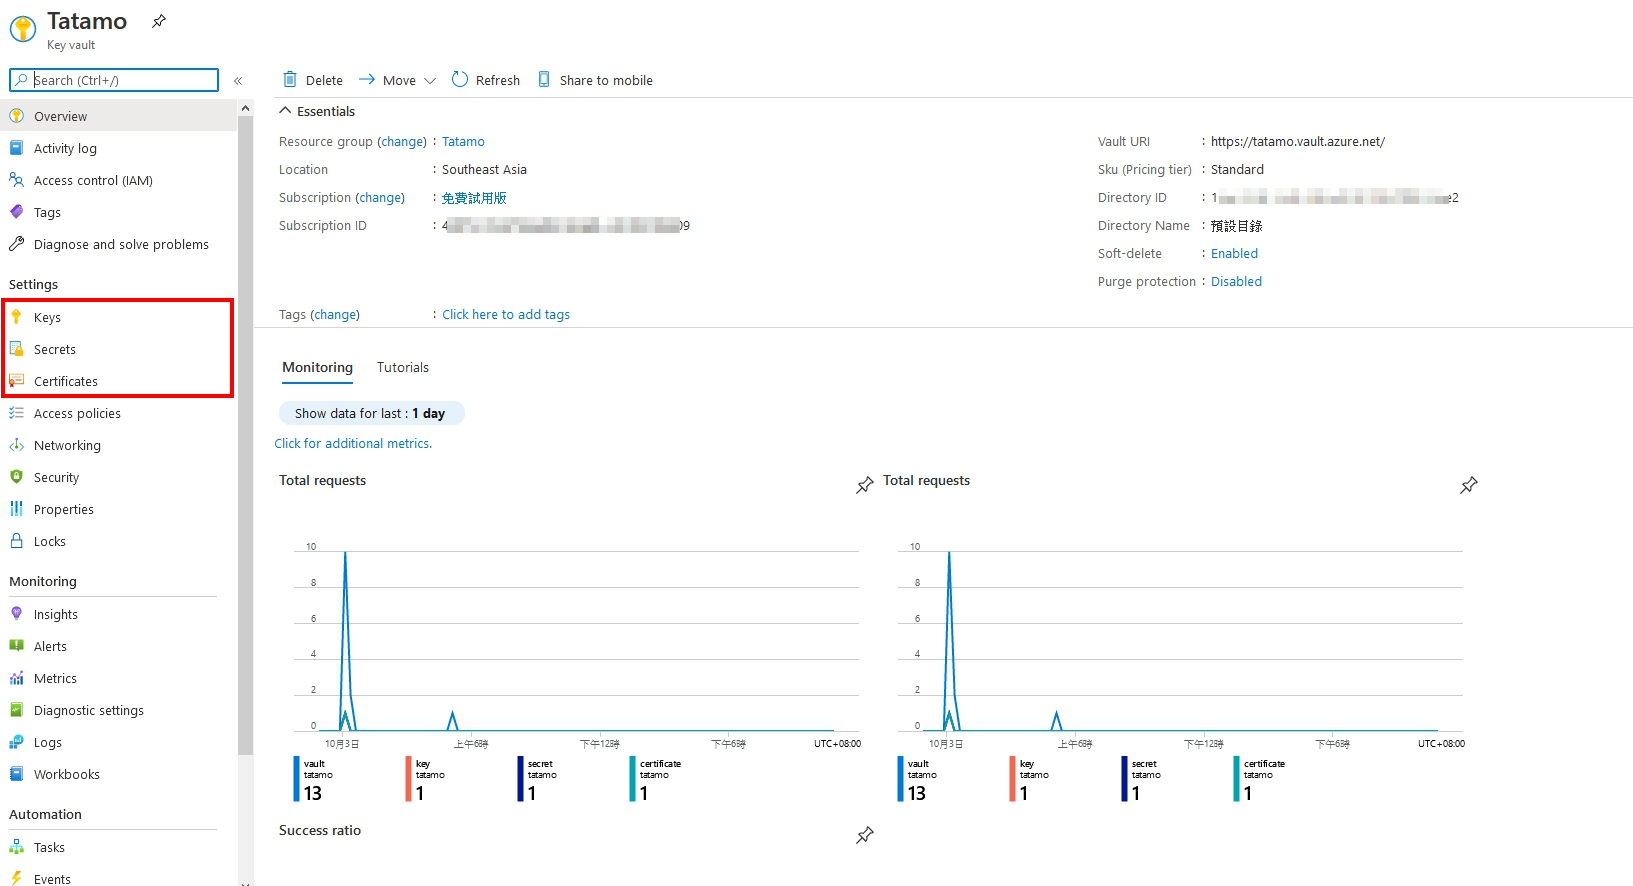 Tatamo
Key vault
Search (Ctrl+/)
«
Overview
Activity log
Access control (IAM)
Tags
Diagnose and solve problems
Settings
Keys
Secrets
Certificates
Access policies
Networking
Security
Properties
Locks
Monitoring
Insights
Alerts
Metrics
Diagnostic settings
Logs
Workbooks
Automation
Tasks
Events
Delete Move Refresh Share to mobile
Essentials
Resource group (change) : Tatamo
Location : Southeast Asia
Subscription (change) : 免費試用版
Subscription ID : 4 09
Vault URI : https://tatamo.vault.azure.net/
Sku (Pricing tier) : Standard
Directory ID : 1 e2
Directory Name : 預設目錄
Soft-delete : Enabled
Purge protection : Disabled
Tags (change) : Click here to add tags
Monitoring Tutorials
Show data for last : 1 day
Click for additional metrics.
Total requests
10
8
6
4
2
0
10月3日 上午6時 下午12時 下午6時 UTC+08:00
vault key secret certificate
tatamo tatamo tatamo tatamo
13 1 1 1
Total requests
10
8
6
4
2
0
10月3日 上午6時 下午12時 下午6時 UTC+08:00
vault key secret certificate
tatamo tatamo tatamo tatamo
13 1 1 1
Success ratio